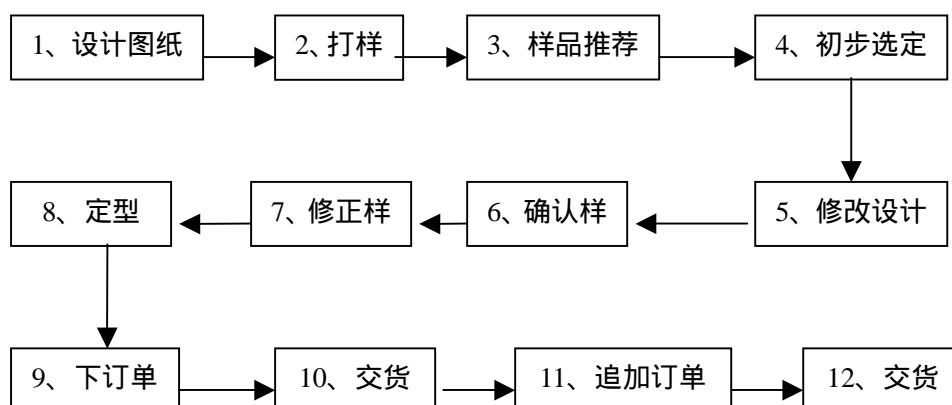 1、设计图纸
2、打样
3、样品推荐
4、初步选定
5、修改设计
6、确认样
7、修正样
8、定型
9、下订单
10、交货
11、追加订单
12、交货